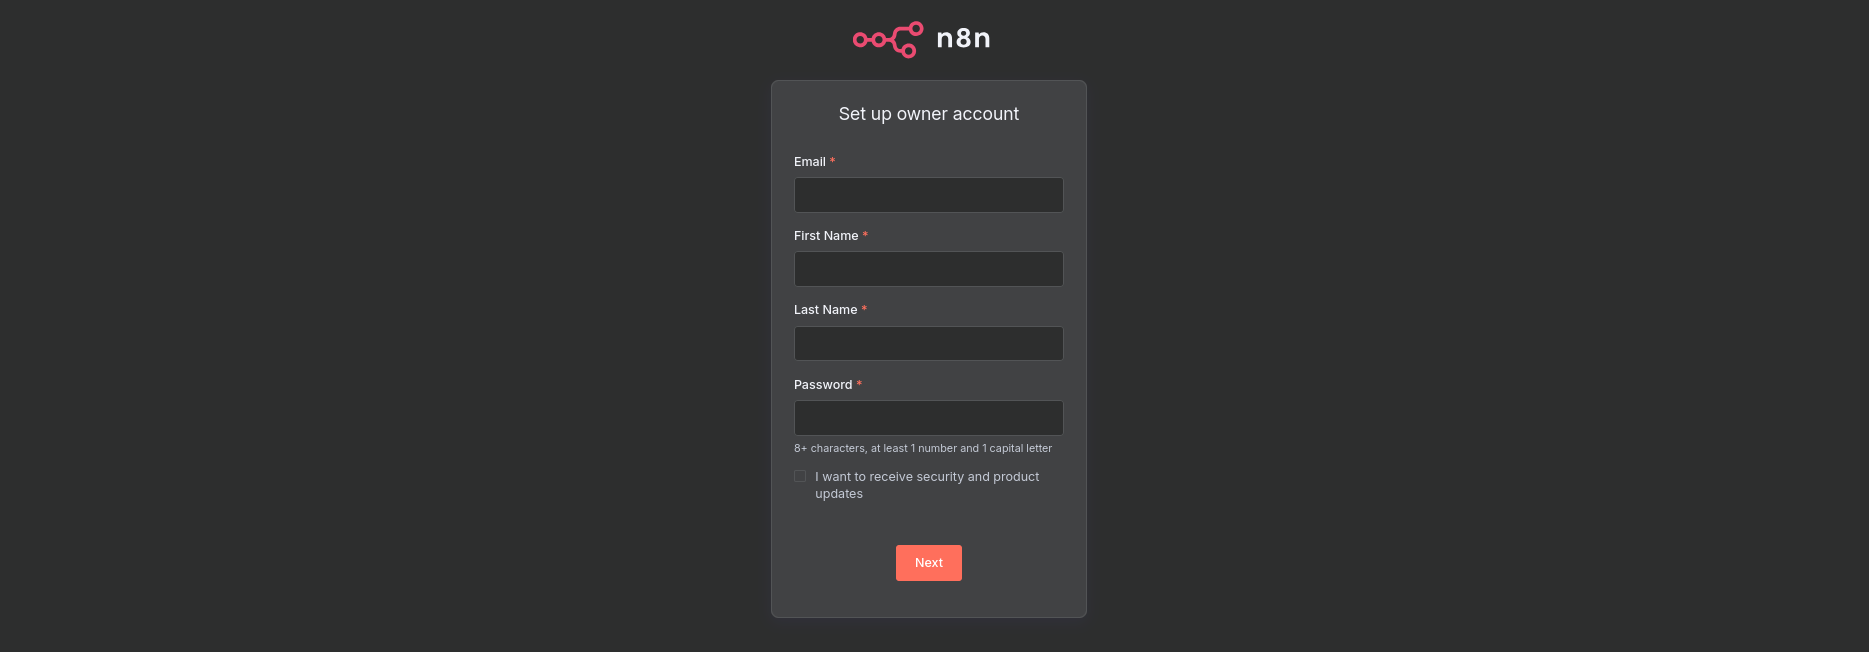 n8n
Set up owner account
Email *
First Name *
Last Name *
Password *
8+ characters, at least 1 number and 1 capital letter
I want to receive security and product
updates
Next